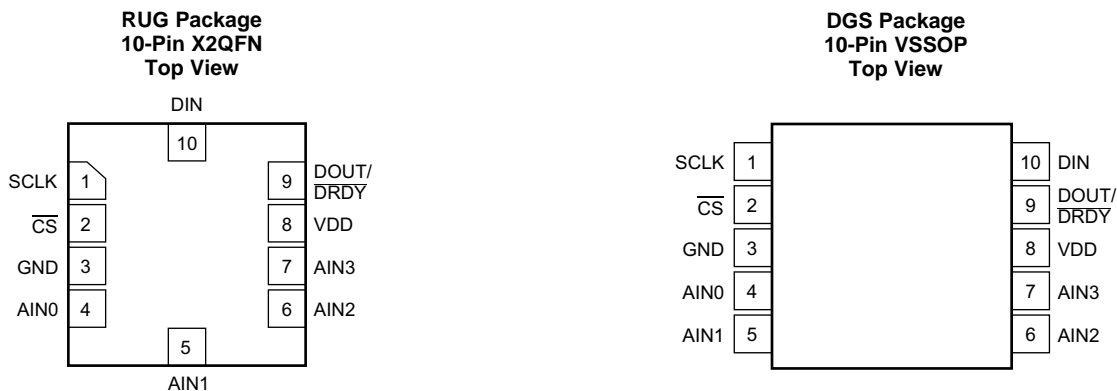 RUG Package
10-Pin X2QFN
Top View
DIN
10
SCLK 1
9 DOUT/
DRDY
CS 2
8 VDD
GND 3
7 AIN3
AIN0 4
6 AIN2
5
AIN1
DGS Package
10-Pin VSSOP
Top View
SCLK 1
10 DIN
CS 2
9 DOUT/
DRDY
GND 3
8 VDD
AIN0 4
7 AIN3
AIN1 5
6 AIN2